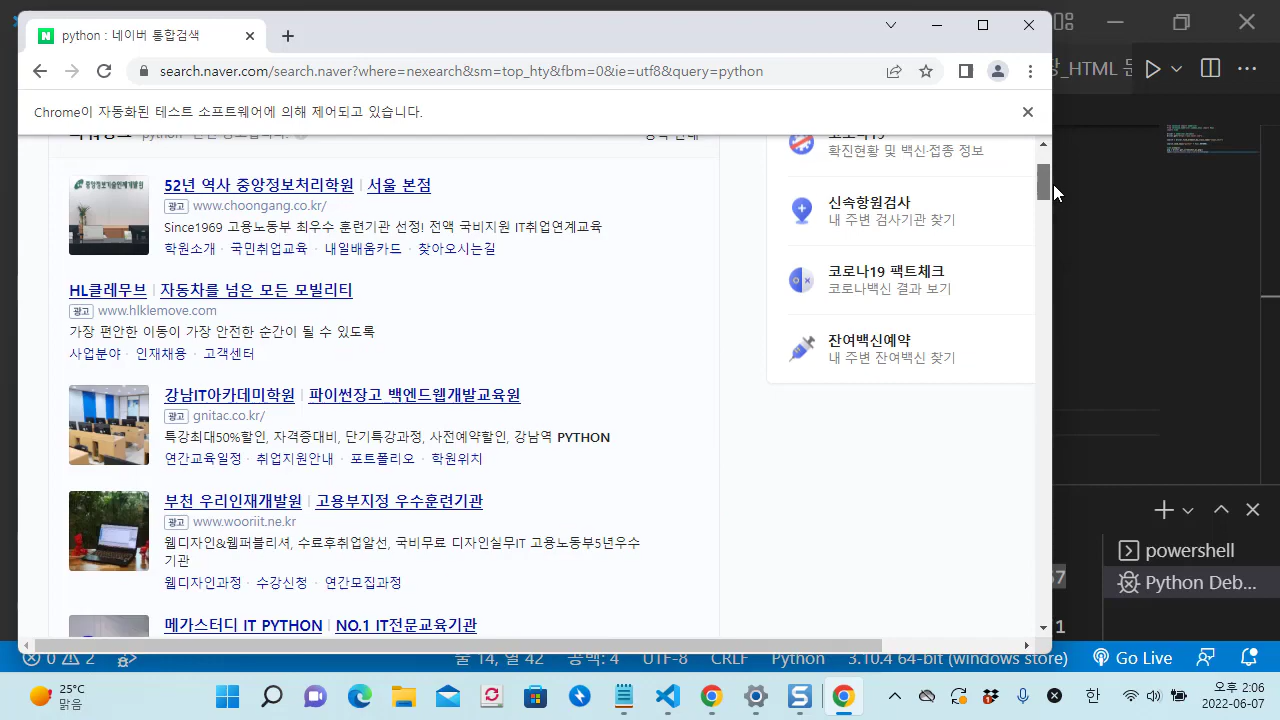 python : 네이버 통합검색
search.naver.com/search.naver?where=nexearch&sm=top_hty&fbm=0&ie=utf8&query=python
Chrome이 자동화된 테스트 소프트웨어에 의해 제어되고 있습니다.
52년 역사 중앙정보처리학원 | 서울 본점
광고 www.choongang.co.kr/
Since1969 고용노동부 최우수 훈련기관 선정! 전액 국비지원 IT취업연계교육
학원소개 · 국민취업교육 · 내일배움카드 · 찾아오시는길
HL클레무브 | 자동차를 넘은 모든 모빌리티
광고 www.hlklemove.com
가장 편안한 이동이 가장 안전한 순간이 될 수 있도록
사업분야 · 인재채용 · 고객센터
강남IT아카데미학원 | 파이썬장고_백엔드웹개발교육원
광고 gnitac.co.kr/
특강최대50%할인, 자격증대비, 단기특강과정, 사전예약할인, 강남역 PYTHON
연간교육일정 · 취업지원안내 · 포트폴리오 · 학원위치
부천 우리인재개발원 | 고용부지정 우수훈련기관
광고 www.wooriit.ne.kr
웹디자인&웹퍼블리셔, 수료후취업알선, 국비무료 디자인실무IT 고용노동부5년우수
기관
웹디자인과정 · 수강신청 · 연간모집과정
메가스터디 IT PYTHON | NO.1 IT전문교육기관
확진현황 및 백신·접종 정보
신속항원검사
내 주변 검사기관 찾기
코로나19 팩트체크
코로나백신 결과 보기
잔여백신예약
내 주변 잔여백신 찾기
_HTML
powershell
Python Deb...
0 2 줄 14, 열 42 공백: 4 UTF-8 CRLF Python 3.10.4 64-bit (windows store) Go Live
25°C
맑음
한
오후 2:06
2022-06-07